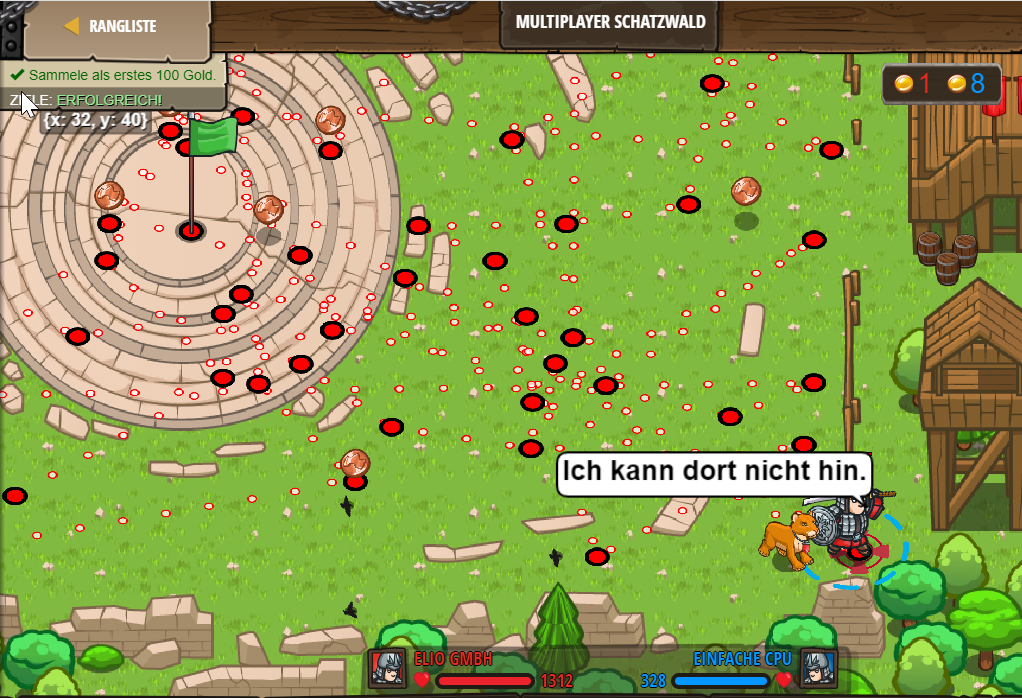 RANGLISTE
MULTIPLAYER SCHATZWALD
Sammele als erstes 100 Gold.
ZIELE: ERFOLGREICH!
{x: 32, y: 40}
1 8
Ich kann dort nicht hin.
ELIO GMBH
1312
EINFACHE CPU
328